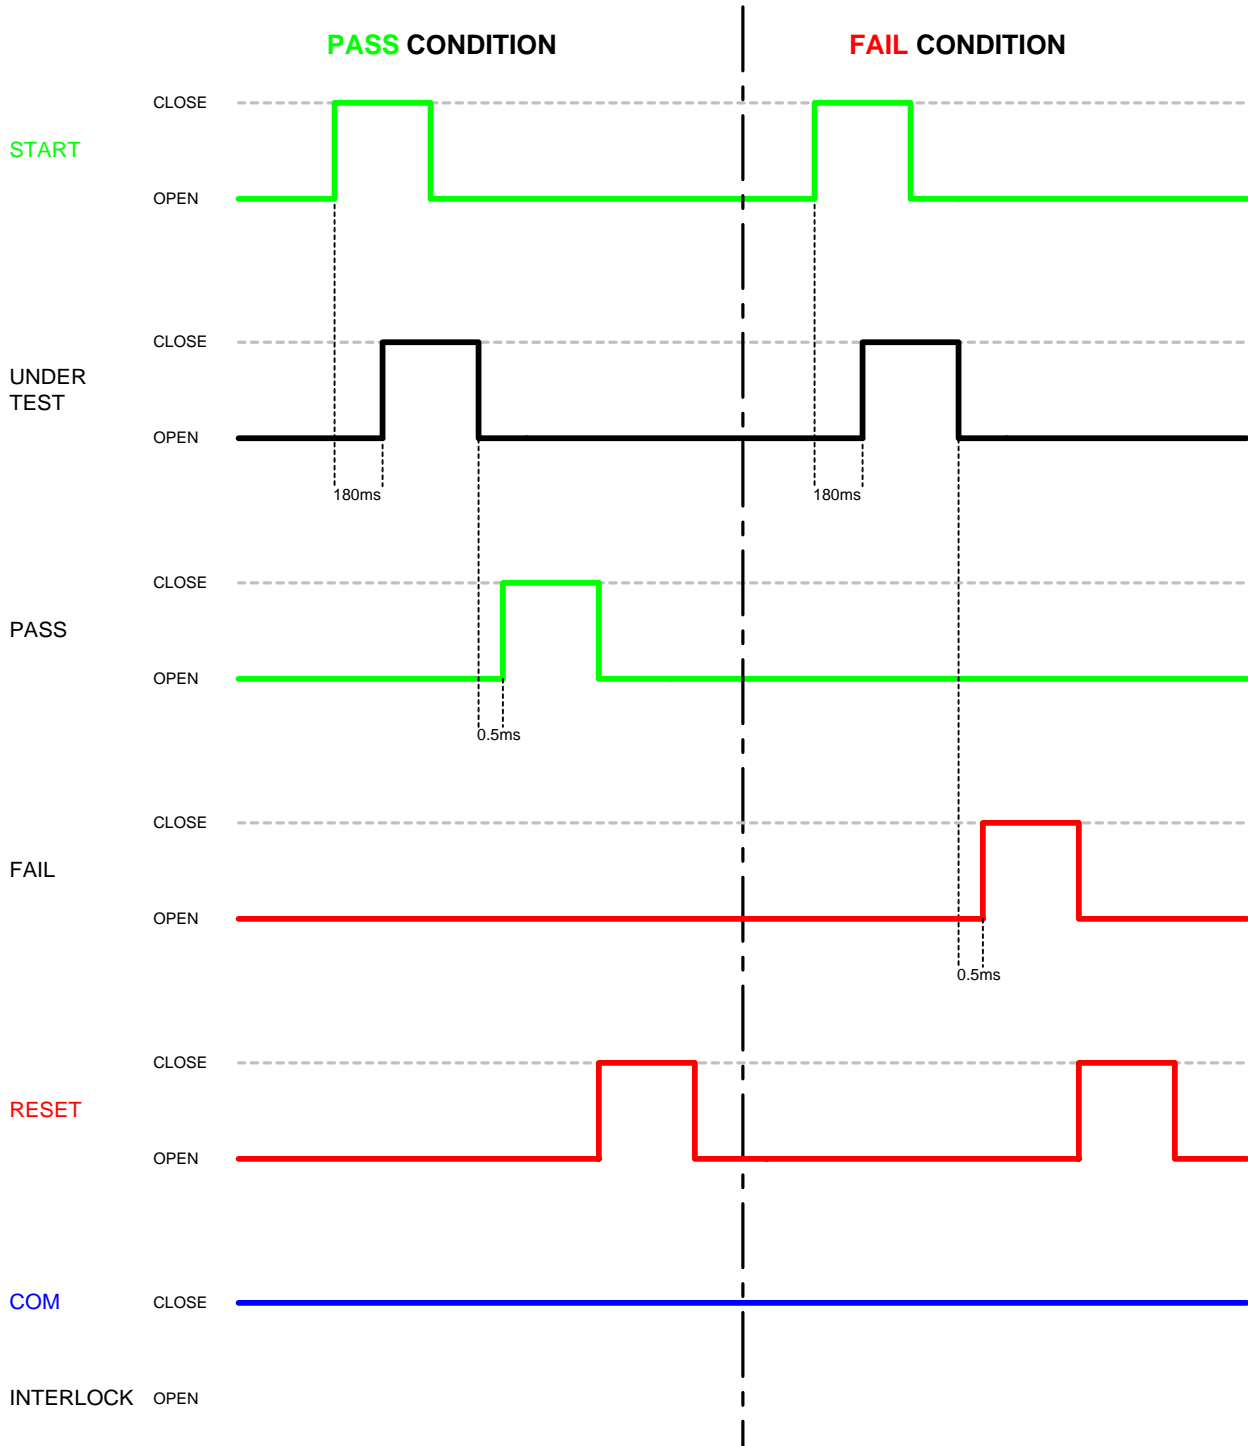 PASS CONDITION
FAIL CONDITION
CLOSE
START
OPEN
CLOSE
UNDER
TEST
OPEN
180ms
180ms
CLOSE
PASS
OPEN
0.5ms
CLOSE
FAIL
OPEN
0.5ms
CLOSE
RESET
OPEN
COM
CLOSE
INTERLOCK
OPEN